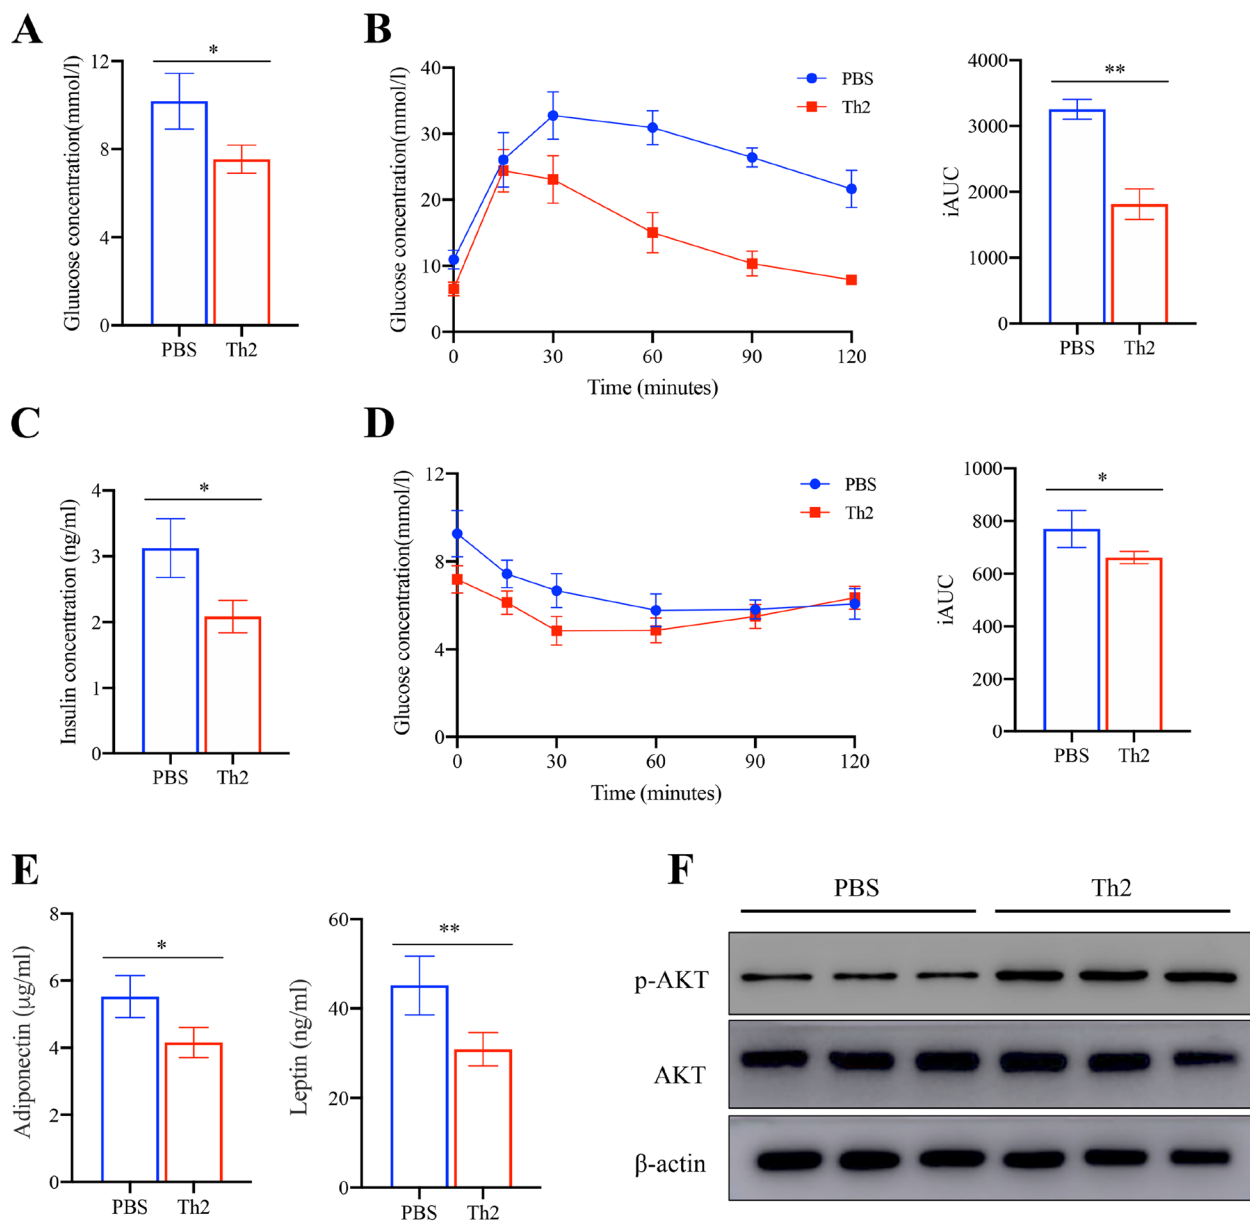 A
Gluucose concentration(mmol/l)
12
8
4
0
*
PBS
Th2
B
Glucose concentration(mmol/l)
40
30
20
10
0
0
30
60
90
120
Time (minutes)
PBS
Th2
iAUC
4000
3000
2000
1000
0
**
PBS
Th2
C
Insulin concentration (ng/ml)
4
3
2
1
0
*
PBS
Th2
D
Glucose concentration(mmol/l)
12
8
4
0
0
30
60
90
120
Time (minutes)
PBS
Th2
iAUC
1000
800
600
400
200
0
*
PBS
Th2
E
Adiponectin (μg/ml)
8
6
4
2
0
*
PBS
Th2
Leptin (ng/ml)
60
40
20
0
**
PBS
Th2
F
PBS
Th2
p-AKT
AKT
β-actin